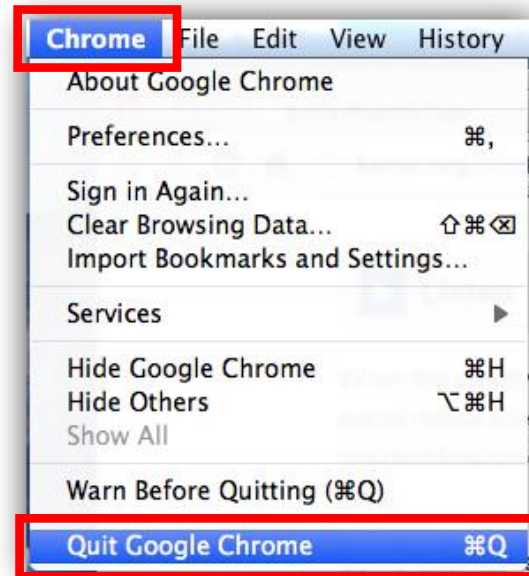 Chrome File Edit View History
About Google Chrome
Preferences... ⌘,
Sign in Again...
Clear Browsing Data... ⇧⌘⌫
Import Bookmarks and Settings...
Services ▶
Hide Google Chrome ⌘H
Hide Others ⌥⌘H
Show All
Warn Before Quitting (⌘Q)
Quit Google Chrome ⌘Q